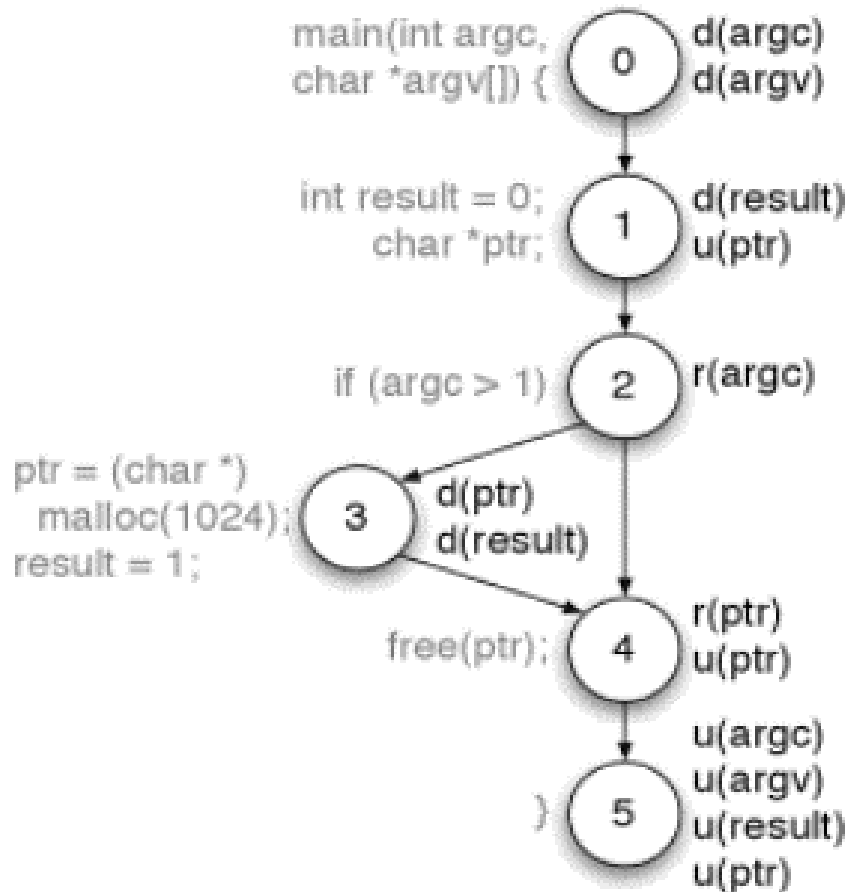 main(int argc,
char *argv[]) {
0
d(argc)
d(argv)
int result = 0;
char *ptr;
1
d(result)
u(ptr)
if (argc > 1)
2
r(argc)
ptr = (char *)
malloc(1024);
result = 1;
3
d(ptr)
d(result)
free(ptr);
4
r(ptr)
u(ptr)
}
5
u(argc)
u(argv)
u(result)
u(ptr)